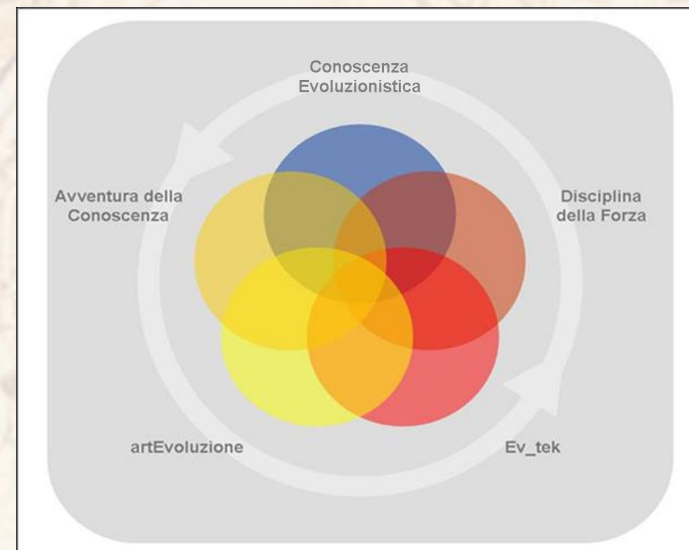 Conoscenza
Evoluzionistica
Avventura della
Conoscenza
Disciplina
della Forza
artEvoluzione
Ev_tek